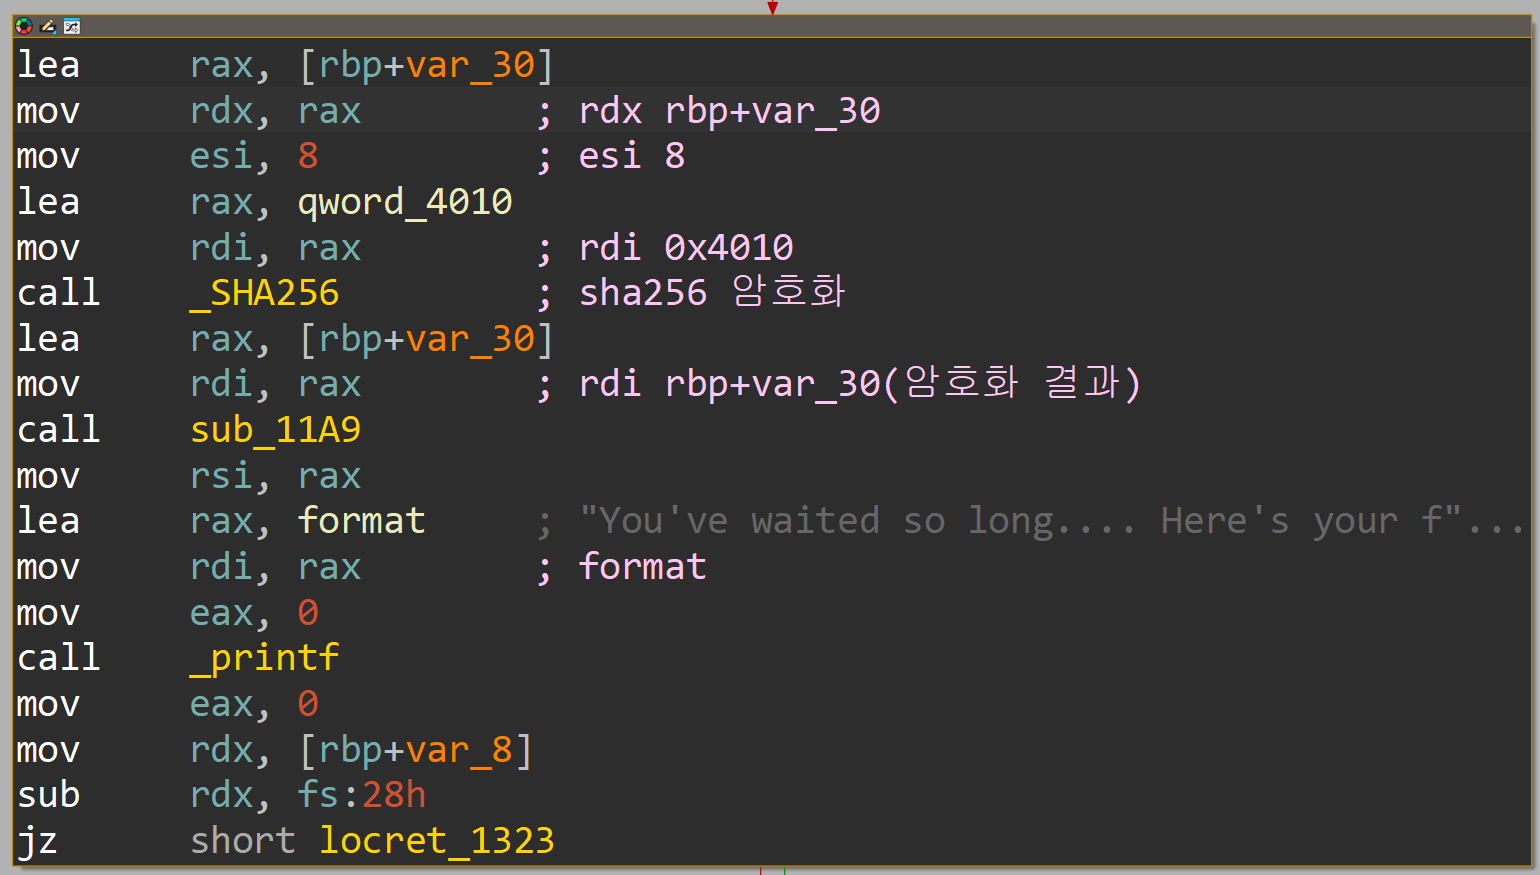 lea rax, [rbp+var_30]
mov rdx, rax ; rdx rbp+var_30
mov esi, 8 ; esi 8
lea rax, qword_4010
mov rdi, rax ; rdi 0x4010
call _SHA256 ; sha256 암호화
lea rax, [rbp+var_30]
mov rdi, rax ; rdi rbp+var_30(암호화 결과)
call sub_11A9
mov rsi, rax
lea rax, format ; "You've waited so long.... Here's your f"...
mov rdi, rax ; format
mov eax, 0
call _printf
mov eax, 0
mov rdx, [rbp+var_8]
sub rdx, fs:28h
jz short locret_1323